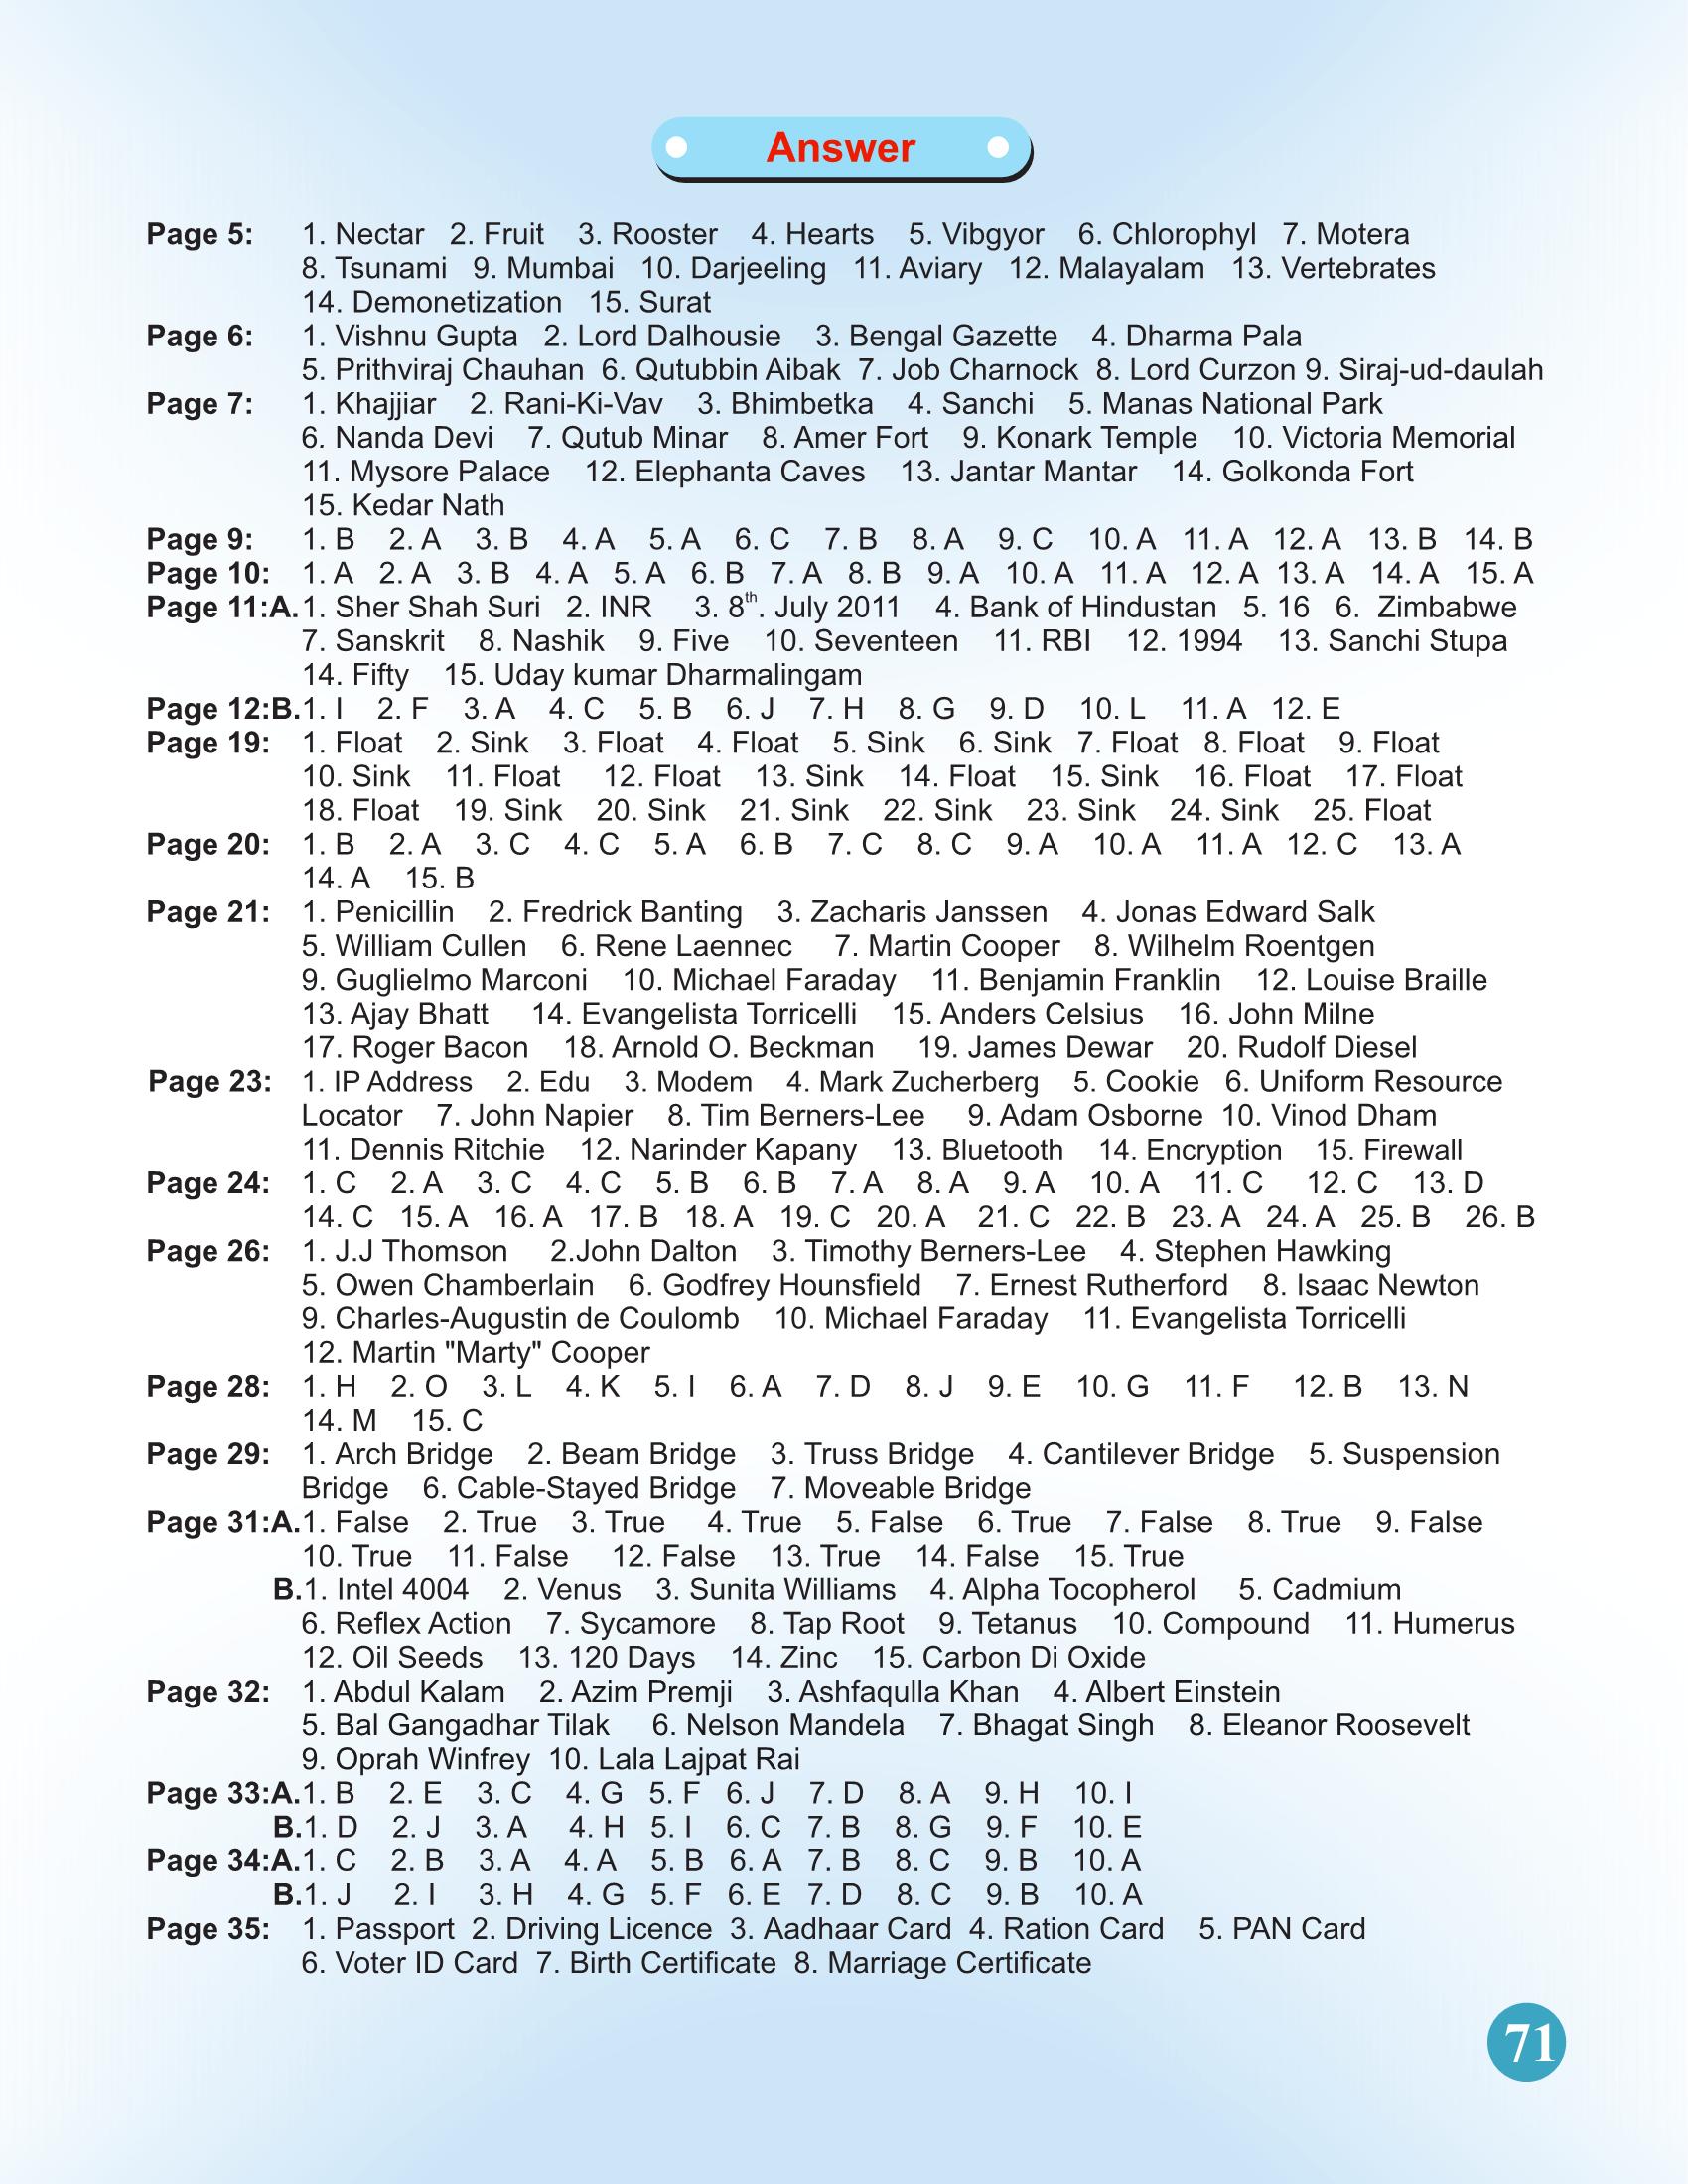 Answer
Page 5: 1. Nectar 2. Fruit 3. Rooster 4. Hearts 5. Vibgyor 6. Chlorophyl 7. Motera
8. Tsunami 9. Mumbai 10. Darjeeling 11. Aviary 12. Malayalam 13. Vertebrates
14. Demonetization 15. Surat
Page 6: 1. Vishnu Gupta 2. Lord Dalhousie 3. Bengal Gazette 4. Dharma Pala
5. Prithviraj Chauhan 6. Qutubbin Aibak 7. Job Charnock 8. Lord Curzon 9. Siraj-ud-daulah
Page 7: 1. Khajjiar 2. Rani-Ki-Vav 3. Bhimbetka 4. Sanchi 5. Manas National Park
6. Nanda Devi 7. Qutub Minar 8. Amer Fort 9. Konark Temple 10. Victoria Memorial
11. Mysore Palace 12. Elephanta Caves 13. Jantar Mantar 14. Golkonda Fort
15. Kedar Nath
Page 9: 1. B 2. A 3. B 4. A 5. A 6. C 7. B 8. A 9. C 10. A 11. A 12. A 13. B 14. B
Page 10: 1. A 2. A 3. B 4. A 5. A 6. B 7. A 8. B 9. A 10. A 11. A 12. A 13. A 14. A 15. A
Page 11:A. 1. Sher Shah Suri 2. INR 3. 8th. July 2011 4. Bank of Hindustan 5. 16 6. Zimbabwe
7. Sanskrit 8. Nashik 9. Five 10. Seventeen 11. RBI 12. 1994 13. Sanchi Stupa
14. Fifty 15. Uday kumar Dharmalingam
Page 12:B. 1. I 2. F 3. A 4. C 5. B 6. J 7. H 8. G 9. D 10. L 11. A 12. E
Page 19: 1. Float 2. Sink 3. Float 4. Float 5. Sink 6. Sink 7. Float 8. Float 9. Float
10. Sink 11. Float 12. Float 13. Sink 14. Float 15. Sink 16. Float 17. Float
18. Float 19. Sink 20. Sink 21. Sink 22. Sink 23. Sink 24. Sink 25. Float
Page 20: 1. B 2. A 3. C 4. C 5. A 6. B 7. C 8. C 9. A 10. A 11. A 12. C 13. A
14. A 15. B
Page 21: 1. Penicillin 2. Fredrick Banting 3. Zacharis Janssen 4. Jonas Edward Salk
5. William Cullen 6. Rene Laennec 7. Martin Cooper 8. Wilhelm Roentgen
9. Guglielmo Marconi 10. Michael Faraday 11. Benjamin Franklin 12. Louise Braille
13. Ajay Bhatt 14. Evangelista Torricelli 15. Anders Celsius 16. John Milne
17. Roger Bacon 18. Arnold O. Beckman 19. James Dewar 20. Rudolf Diesel
Page 23: 1. IP Address 2. Edu 3. Modem 4. Mark Zucherberg 5. Cookie 6. Uniform Resource
Locator 7. John Napier 8. Tim Berners-Lee 9. Adam Osborne 10. Vinod Dham
11. Dennis Ritchie 12. Narinder Kapany 13. Bluetooth 14. Encryption 15. Firewall
Page 24: 1. C 2. A 3. C 4. C 5. B 6. B 7. A 8. A 9. A 10. A 11. C 12. C 13. D
14. C 15. A 16. A 17. B 18. A 19. C 20. A 21. C 22. B 23. A 24. A 25. B 26. B
Page 26: 1. J.J Thomson 2.John Dalton 3. Timothy Berners-Lee 4. Stephen Hawking
5. Owen Chamberlain 6. Godfrey Hounsfield 7. Ernest Rutherford 8. Isaac Newton
9. Charles-Augustin de Coulomb 10. Michael Faraday 11. Evangelista Torricelli
12. Martin "Marty" Cooper
Page 28: 1. H 2. O 3. L 4. K 5. I 6. A 7. D 8. J 9. E 10. G 11. F 12. B 13. N
14. M 15. C
Page 29: 1. Arch Bridge 2. Beam Bridge 3. Truss Bridge 4. Cantilever Bridge 5. Suspension
Bridge 6. Cable-Stayed Bridge 7. Moveable Bridge
Page 31:A. 1. False 2. True 3. True 4. True 5. False 6. True 7. False 8. True 9. False
10. True 11. False 12. False 13. True 14. False 15. True
B.1. Intel 4004 2. Venus 3. Sunita Williams 4. Alpha Tocopherol 5. Cadmium
6. Reflex Action 7. Sycamore 8. Tap Root 9. Tetanus 10. Compound 11. Humerus
12. Oil Seeds 13. 120 Days 14. Zinc 15. Carbon Di Oxide
Page 32: 1. Abdul Kalam 2. Azim Premji 3. Ashfaqulla Khan 4. Albert Einstein
5. Bal Gangadhar Tilak 6. Nelson Mandela 7. Bhagat Singh 8. Eleanor Roosevelt
9. Oprah Winfrey 10. Lala Lajpat Rai
Page 33:A. 1. B 2. E 3. C 4. G 5. F 6. J 7. D 8. A 9. H 10. I
B.1. D 2. J 3. A 4. H 5. I 6. C 7. B 8. G 9. F 10. E
Page 34:A. 1. C 2. B 3. A 4. A 5. B 6. A 7. B 8. C 9. B 10. A
B.1. J 2. I 3. H 4. G 5. F 6. E 7. D 8. C 9. B 10. A
Page 35: 1. Passport 2. Driving Licence 3. Aadhaar Card 4. Ration Card 5. PAN Card
6. Voter ID Card 7. Birth Certificate 8. Marriage Certificate
71